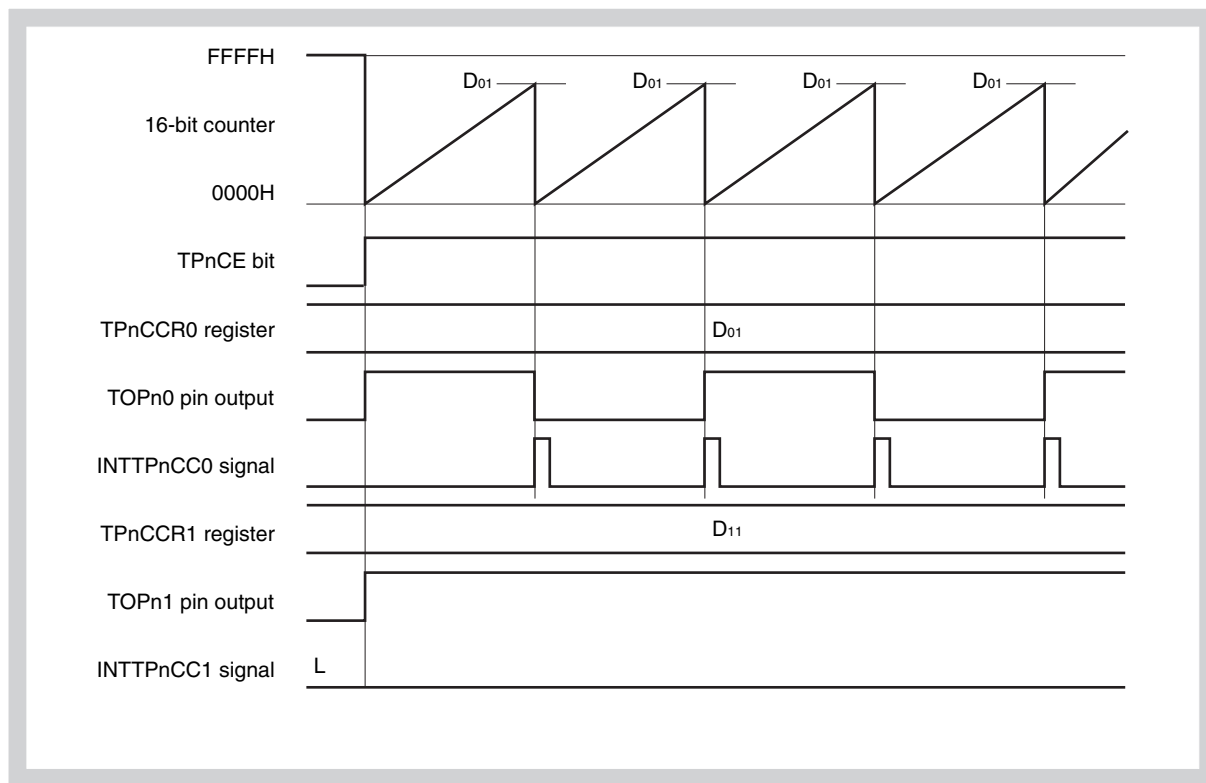 FFFFH
D01 D01 D01 D01
16-bit counter
0000H
TPnCE bit
TPnCCR0 register D01
TOPn0 pin output
INTTPnCC0 signal
TPnCCR1 register D11
TOPn1 pin output
INTTPnCC1 signal L